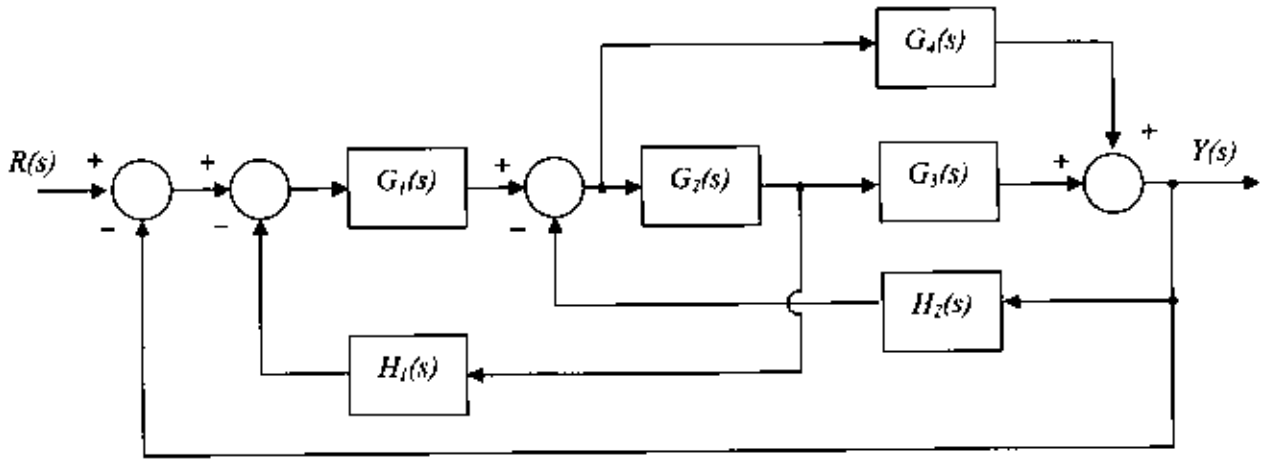 G₄(s)
+
R(s) + + G₁(s) + G₂(s) G₃(s) + Y(s)
− − −
H₂(s)
H₁(s)